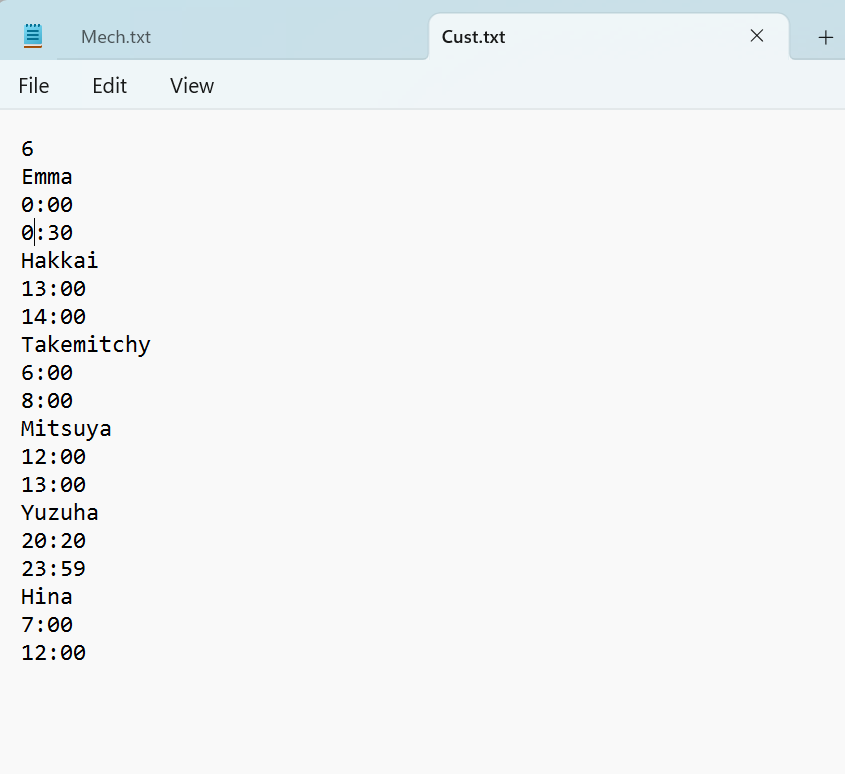 Mech.txt
Cust.txt
File Edit View
6
Emma
0:00
0:30
Hakkai
13:00
14:00
Takemitchy
6:00
8:00
Mitsuya
12:00
13:00
Yuzuha
20:20
23:59
Hina
7:00
12:00